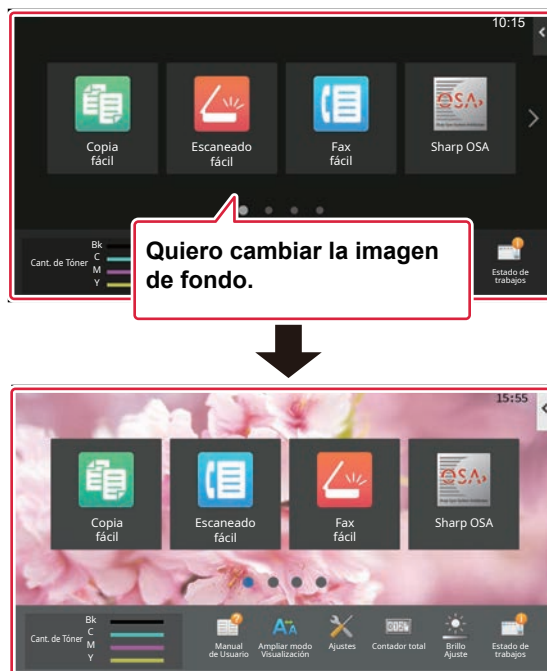 10:15
Copia
fácil
Escaneado
fácil
Fax
fácil
OSA
Sharp OSA
Quiero cambiar la imagen
de fondo.
Cant. de Tóner
Bk
C
M
Y
Estado de
trabajos
15:55
Copia
fácil
Escaneado
fácil
Fax
fácil
OSA
Sharp OSA
Cant. de Tóner
Bk
C
M
Y
Manual
de Usuario
Ampliar modo
Visualización
Ajustes
Contador total
Brillo
Ajuste
Estado de
trabajos